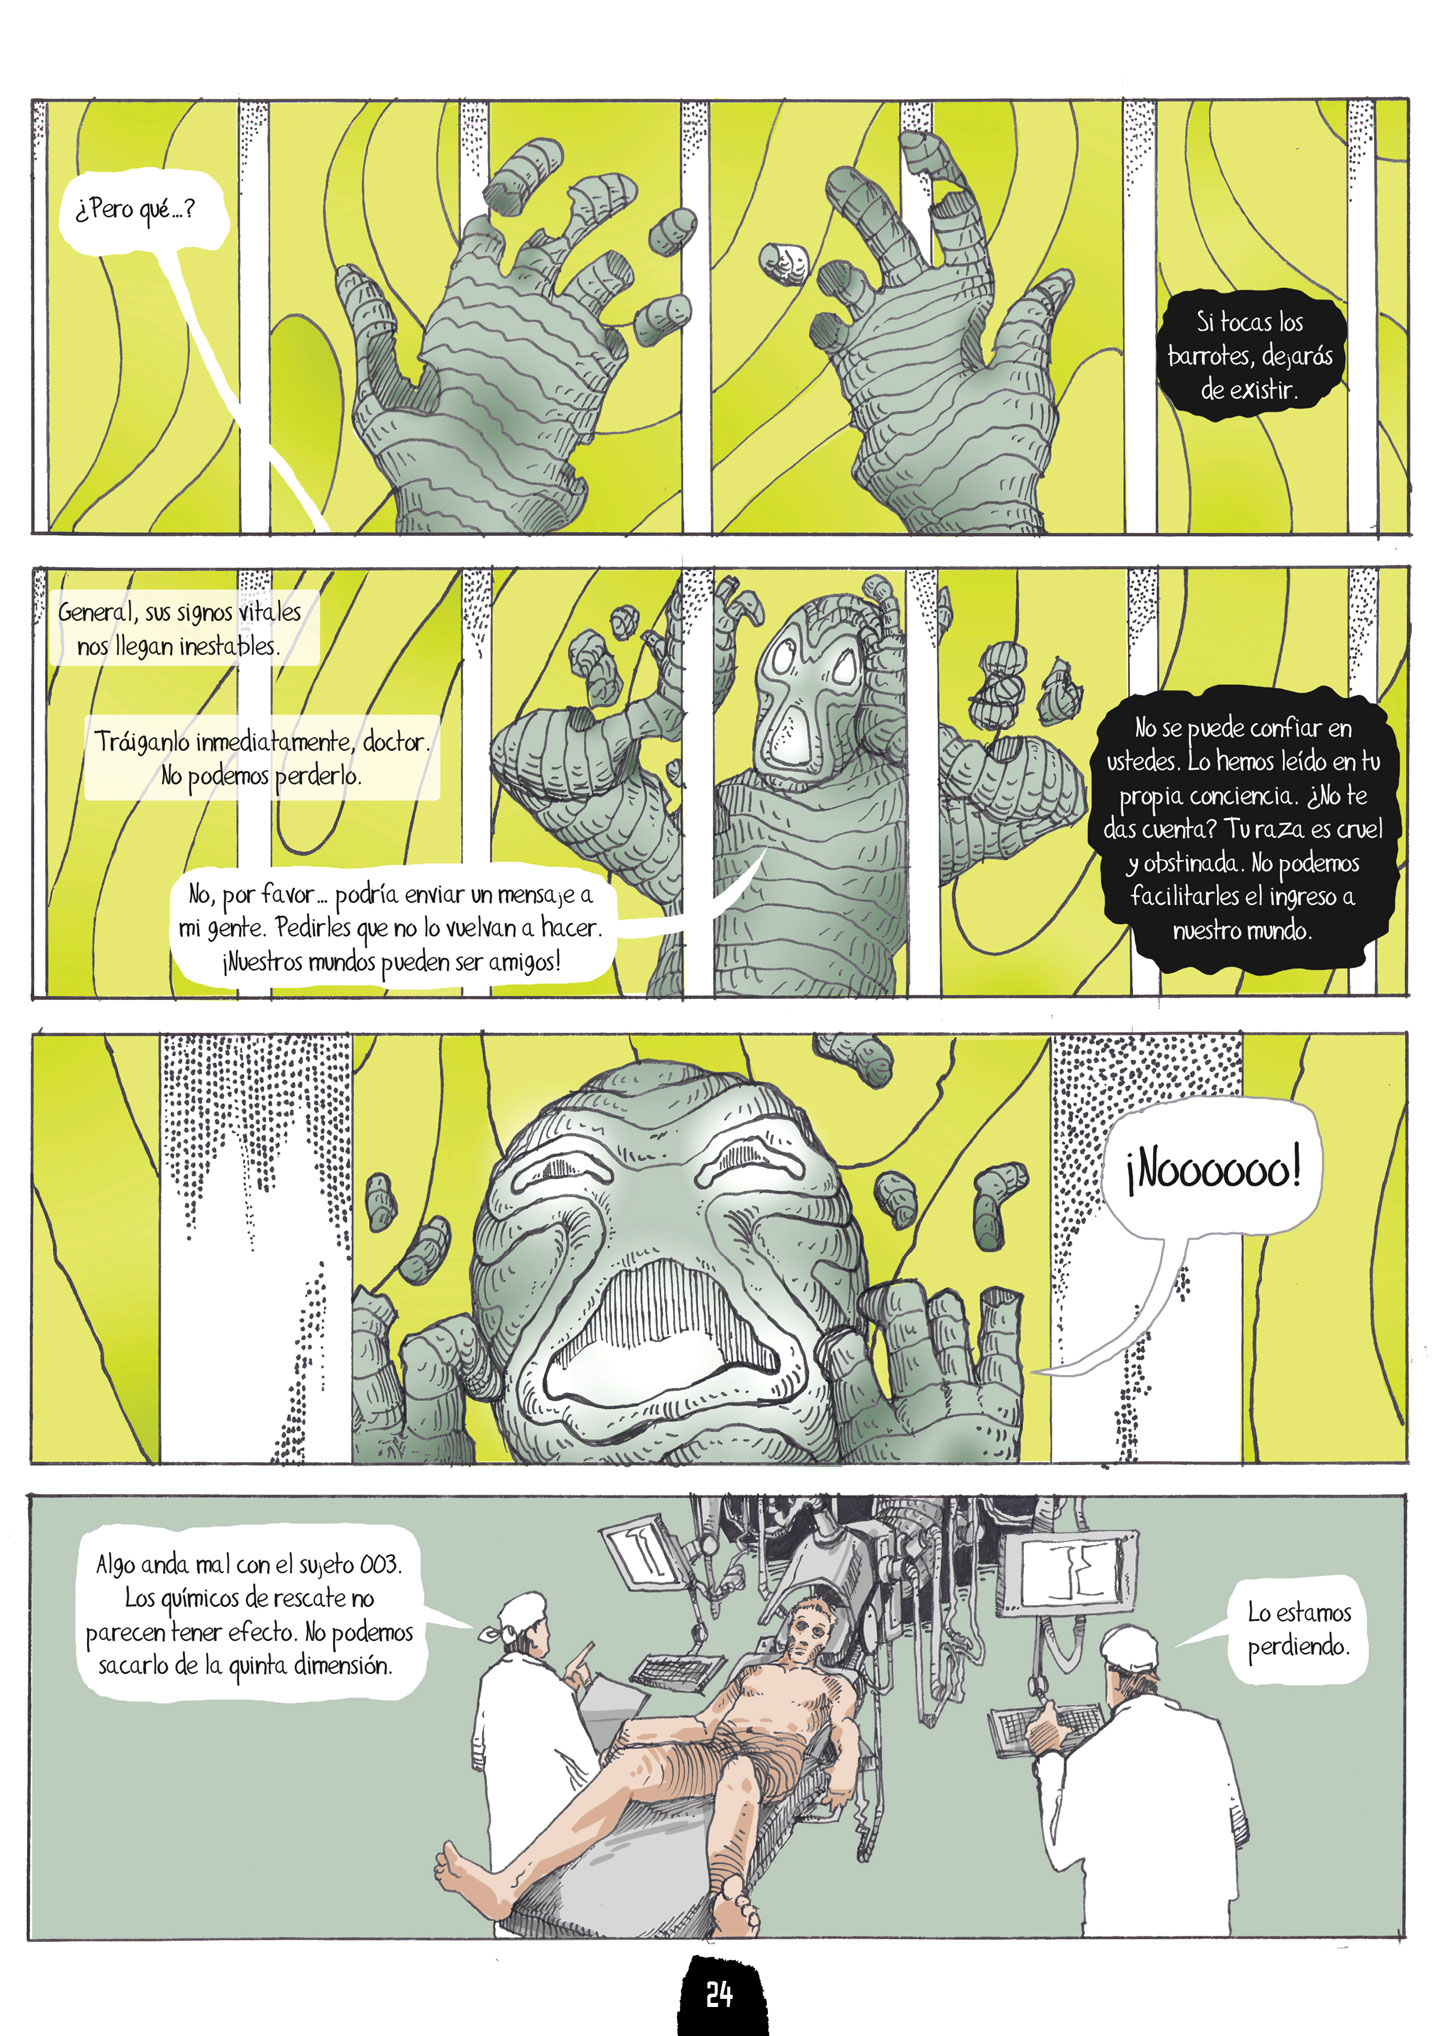 ¿Pero qué...?
Si tocas los
barrotes, dejarás
de existir.
General, sus signos vitales
nos llegan inestables.
Tráiganlo inmediatamente, doctor.
No podemos perderlo.
No, por favor... podría enviar un mensaje a
mi gente. Pedirles que no lo vuelvan a hacer.
¡Nuestros mundos pueden ser amigos!
No se puede confiar en
ustedes. Lo hemos leído en tu
propia conciencia. ¿No te
das cuenta? Tu raza es cruel
y obstinada. No podemos
facilitarles el ingreso a
nuestro mundo.
¡Noooooo!
Algo anda mal con el sujeto 003.
Los químicos de rescate no
parecen tener efecto. No podemos
sacarlo de la quinta dimensión.
Lo estamos
perdiendo.
24